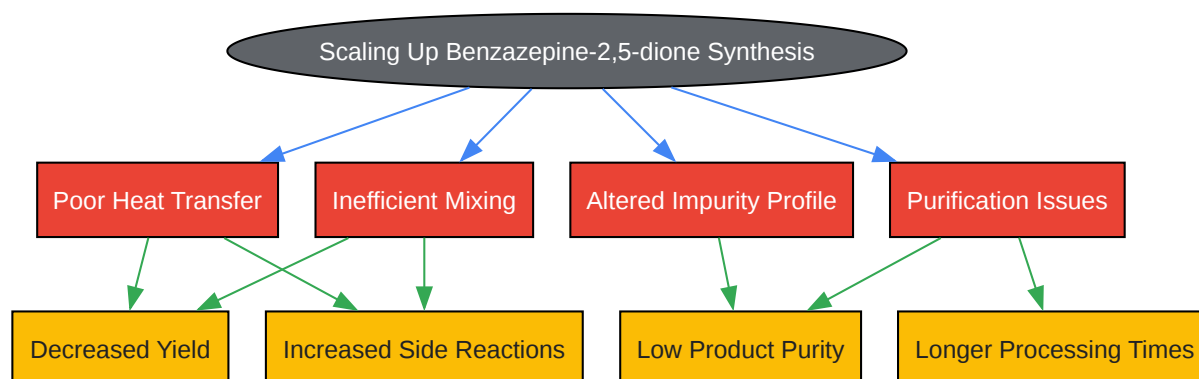 Scaling Up Benzazepine-2,5-dione Synthesis
Poor Heat Transfer
Inefficient Mixing
Altered Impurity Profile
Purification Issues
Decreased Yield
Increased Side Reactions
Low Product Purity
Longer Processing Times